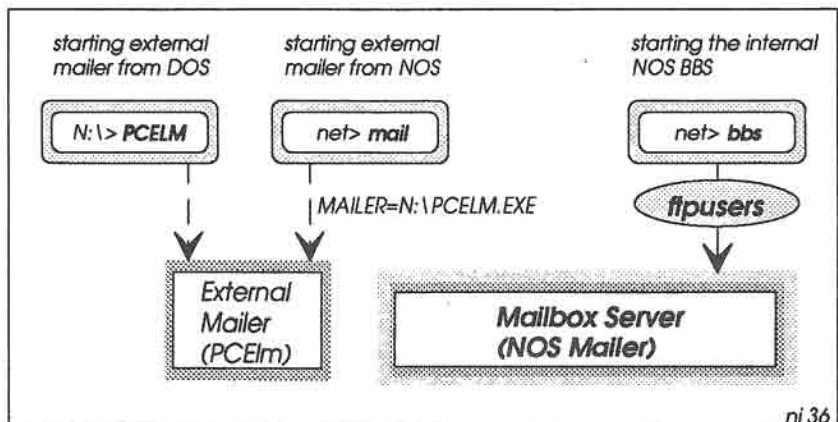 starting external
mailer from DOS
starting external
mailer from NOS
starting the internal
NOS BBS
N:\> PCELM
net> mail
net> bbs
MAILER=N:\PCELM.EXE
ftpusers
External
Mailer
(PCElm)
Mailbox Server
(NOS Mailer)
ni 36